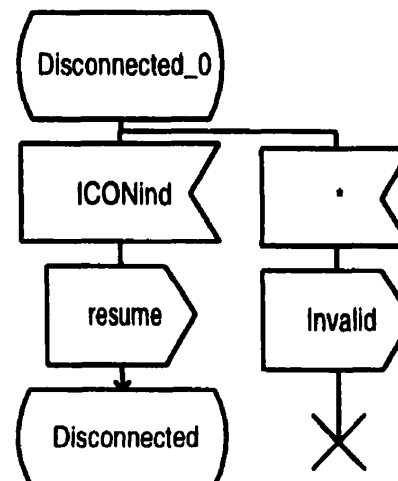 Disconnected_0
ICONind
*
resume
Invalid
Disconnected